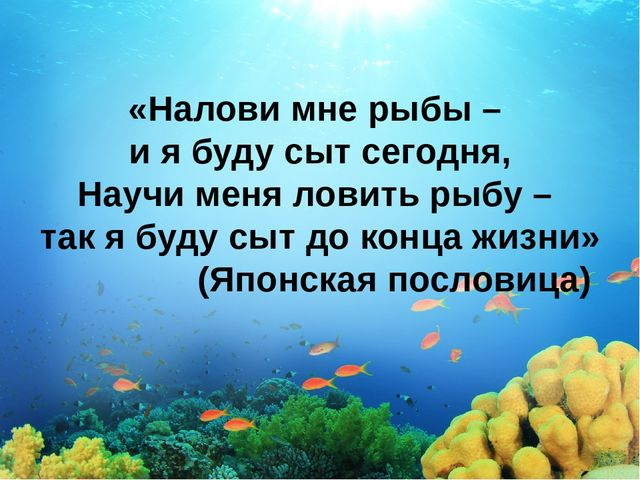 «Налови мне рыбы –
и я буду сыт сегодня,
Научи меня ловить рыбу –
так я буду сыт до конца жизни»
(Японская пословица)